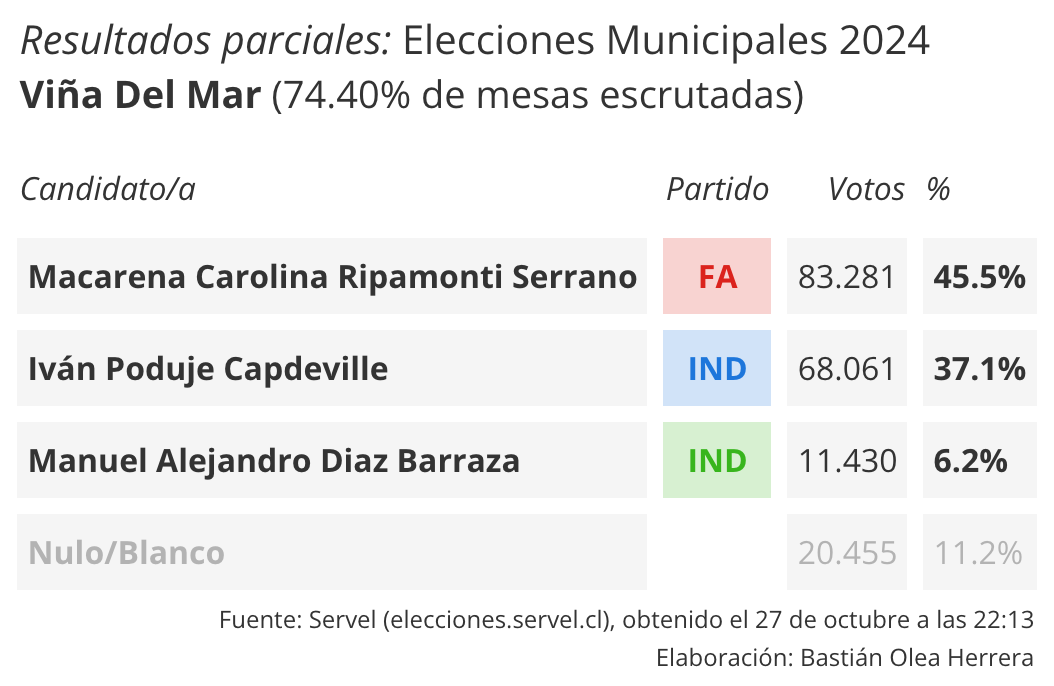 Resultados parciales: Elecciones Municipales 2024
Viña Del Mar (74.40% de mesas escrutadas)
Candidato/a Partido Votos %
Macarena Carolina Ripamonti Serrano FA 83.281 45.5%
Iván Poduje Capdeville IND 68.061 37.1%
Manuel Alejandro Diaz Barraza IND 11.430 6.2%
Nulo/Blanco 20.455 11.2%
Fuente: Servel (elecciones.servel.cl), obtenido el 27 de octubre a las 22:13
Elaboración: Bastián Olea Herrera